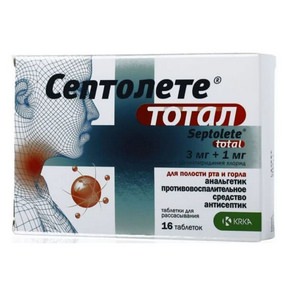 Септолете®
тотал
Septolete®
total
3 мг + 1 мг
для полости рта и горла
анальгетик
противовоспалительное
средство
антисептик
таблетки для
рассасывания
16 таблеток
KRKA